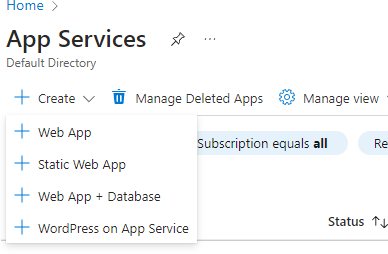 Home >
App Services
...
Default Directory
+ Create Manage Deleted Apps Manage view
+ Web App
+ Static Web App
+ Web App + Database
+ WordPress on App Service
Subscription equals all
Re
Status ↑↓